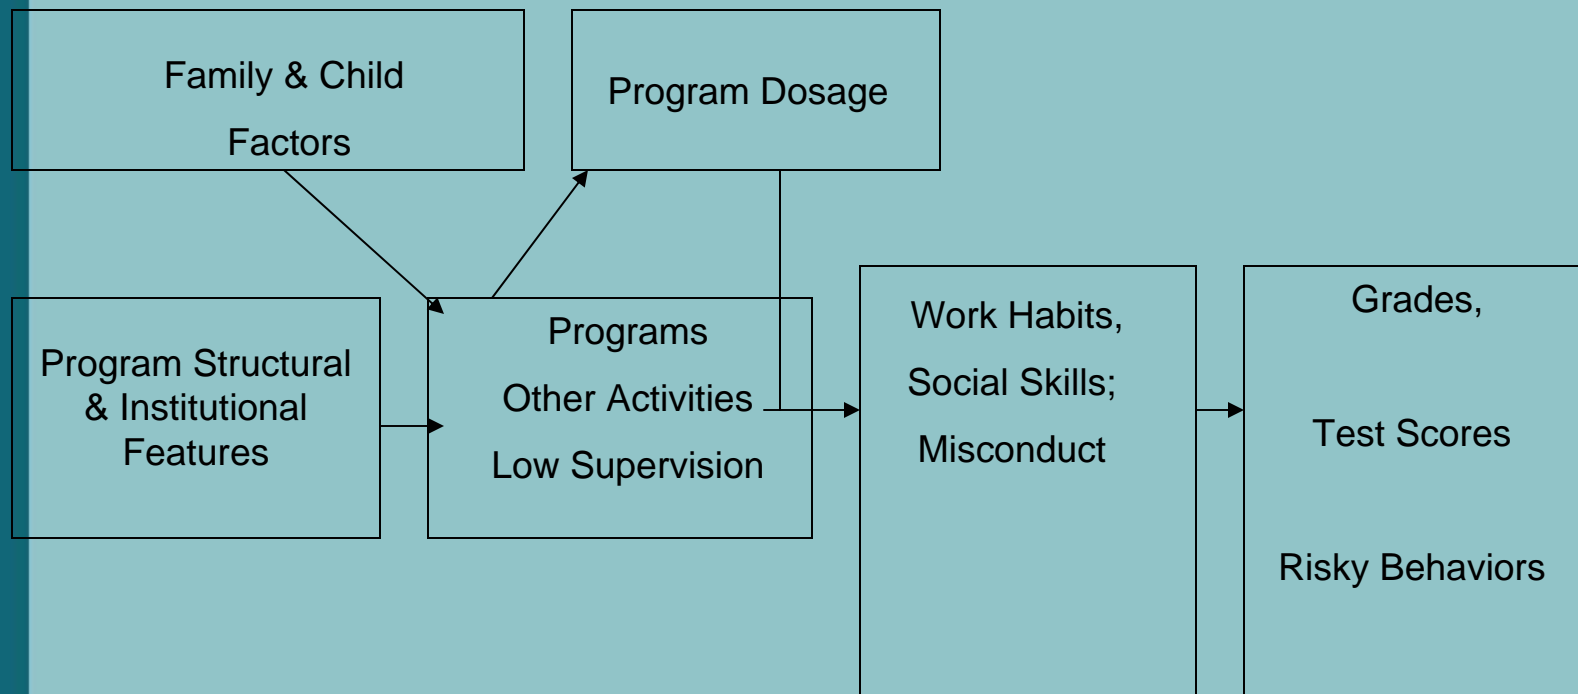 Family & Child
Factors
Program Dosage
Program Structural
& Institutional
Features
Programs
Other Activities
Low Supervision
Work Habits,
Social Skills;
Misconduct
Grades,
Test Scores
Risky Behaviors